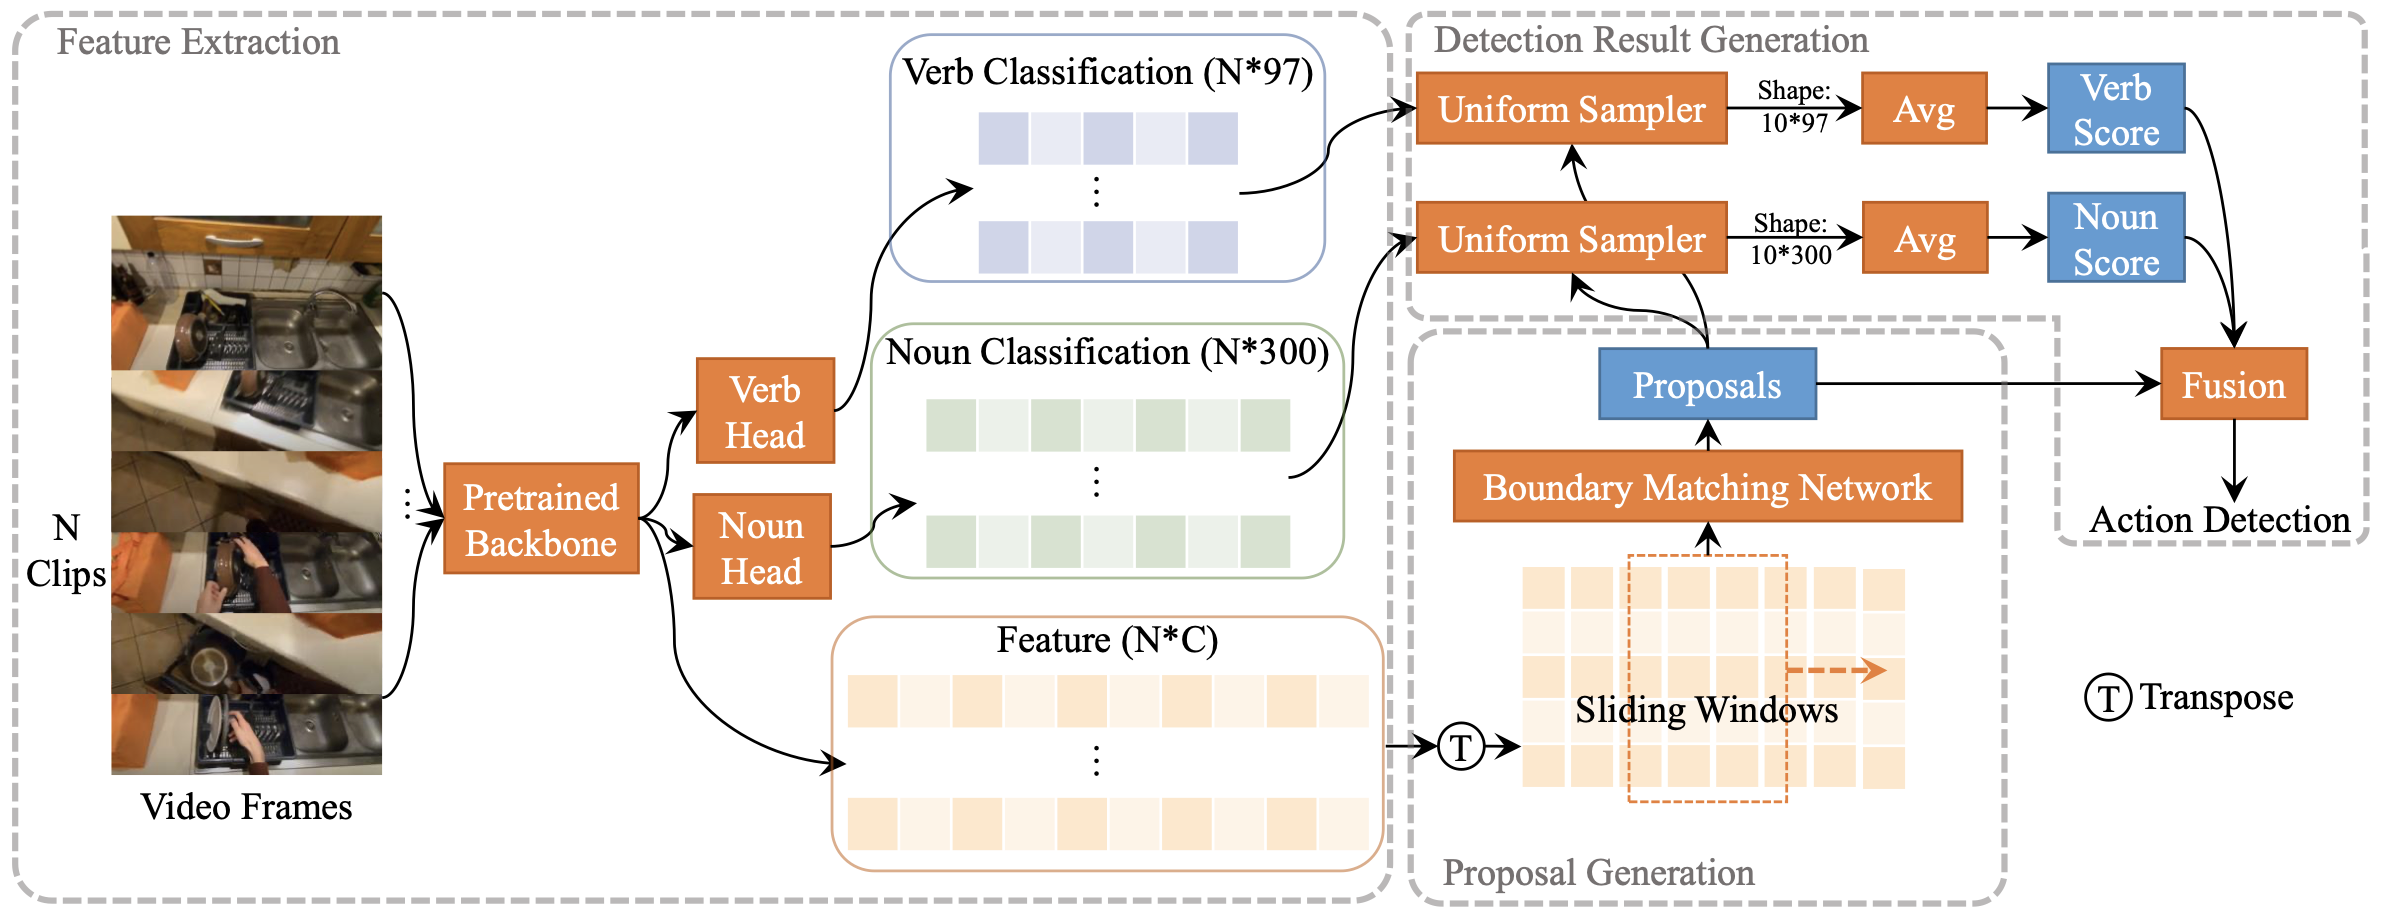 Feature Extraction
N
Clips
Video Frames
Pretrained
Backbone
Verb
Head
Noun
Head
Verb Classification (N*97)
Noun Classification (N*300)
Feature (N*C)
Detection Result Generation
Uniform Sampler
Shape:
10*97
Avg
Verb
Score
Uniform Sampler
Shape:
10*300
Avg
Noun
Score
Proposals
Fusion
Boundary Matching Network
Action Detection
Sliding Windows
T
T Transpose
Proposal Generation